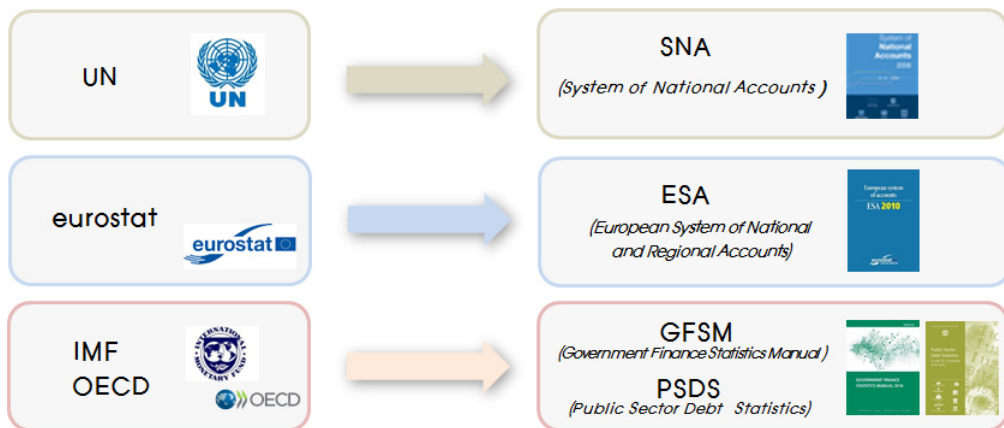 UN
UN
SNA
(System of National Accounts)
System of
National
Accounts
2008
eurostat
eurostat
ESA
(European System of National
and Regional Accounts)
European system
of accounts
ESA 2010
eurostat
IMF
OECD
INTERNATIONAL MONETARY FUND
OECD
GFSM
(Government Finance Statistics Manual)
PSDS
(Public Sector Debt Statistics)
GOVERNMENT FINANCE
STATISTICS MANUAL 2014
Public Sector
Debt Statistics